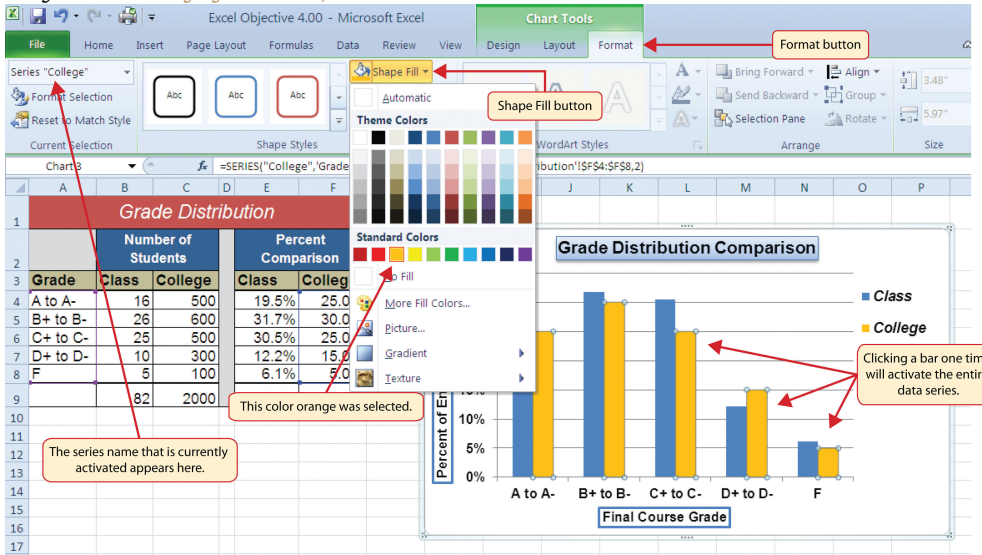 Excel Objective 4.00 - Microsoft Excel
Chart Tools
File Home Insert Page Layout Formulas Data Review View Design Layout Format
Format button
Series "College"
Format Selection
Reset to Match Style
Current Selection
Abc Abc Abc
Shape Styles
Shape Fill
Shape Fill button
WordArt Styles
Bring Forward
Send Backward
Selection Pane
Align
Group
Rotate
Arrange
3.48"
5.97"
Size
Automatic
Theme Colors
Standard Colors
No Fill
More Fill Colors...
Picture...
Gradient
Texture
Chart 3
fx =SERIES("College",'Grade
ribution'!$F$4:$F$8,2)
A B C D E F J K L M N O P
1 Grade Distribution
2 Number of Students Percent Comparison
3 Grade Class College Class Colleg
4 A to A- 16 500 19.5% 25.0
5 B+ to B- 26 600 31.7% 30.0
6 C+ to C- 25 500 30.5% 25.0
7 D+ to D- 10 300 12.2% 15.0
8 F 5 100 6.1% 5.0
9 82 2000
10
11
12
13
14
15
16
17
This color orange was selected.
The series name that is currently
activated appears here.
Grade Distribution Comparison
Class
College
Clicking a bar one tim
will activate the entir
data series.
Percent of En
10%
5%
0%
A to A- B+ to B- C+ to C- D+ to D- F
Final Course Grade